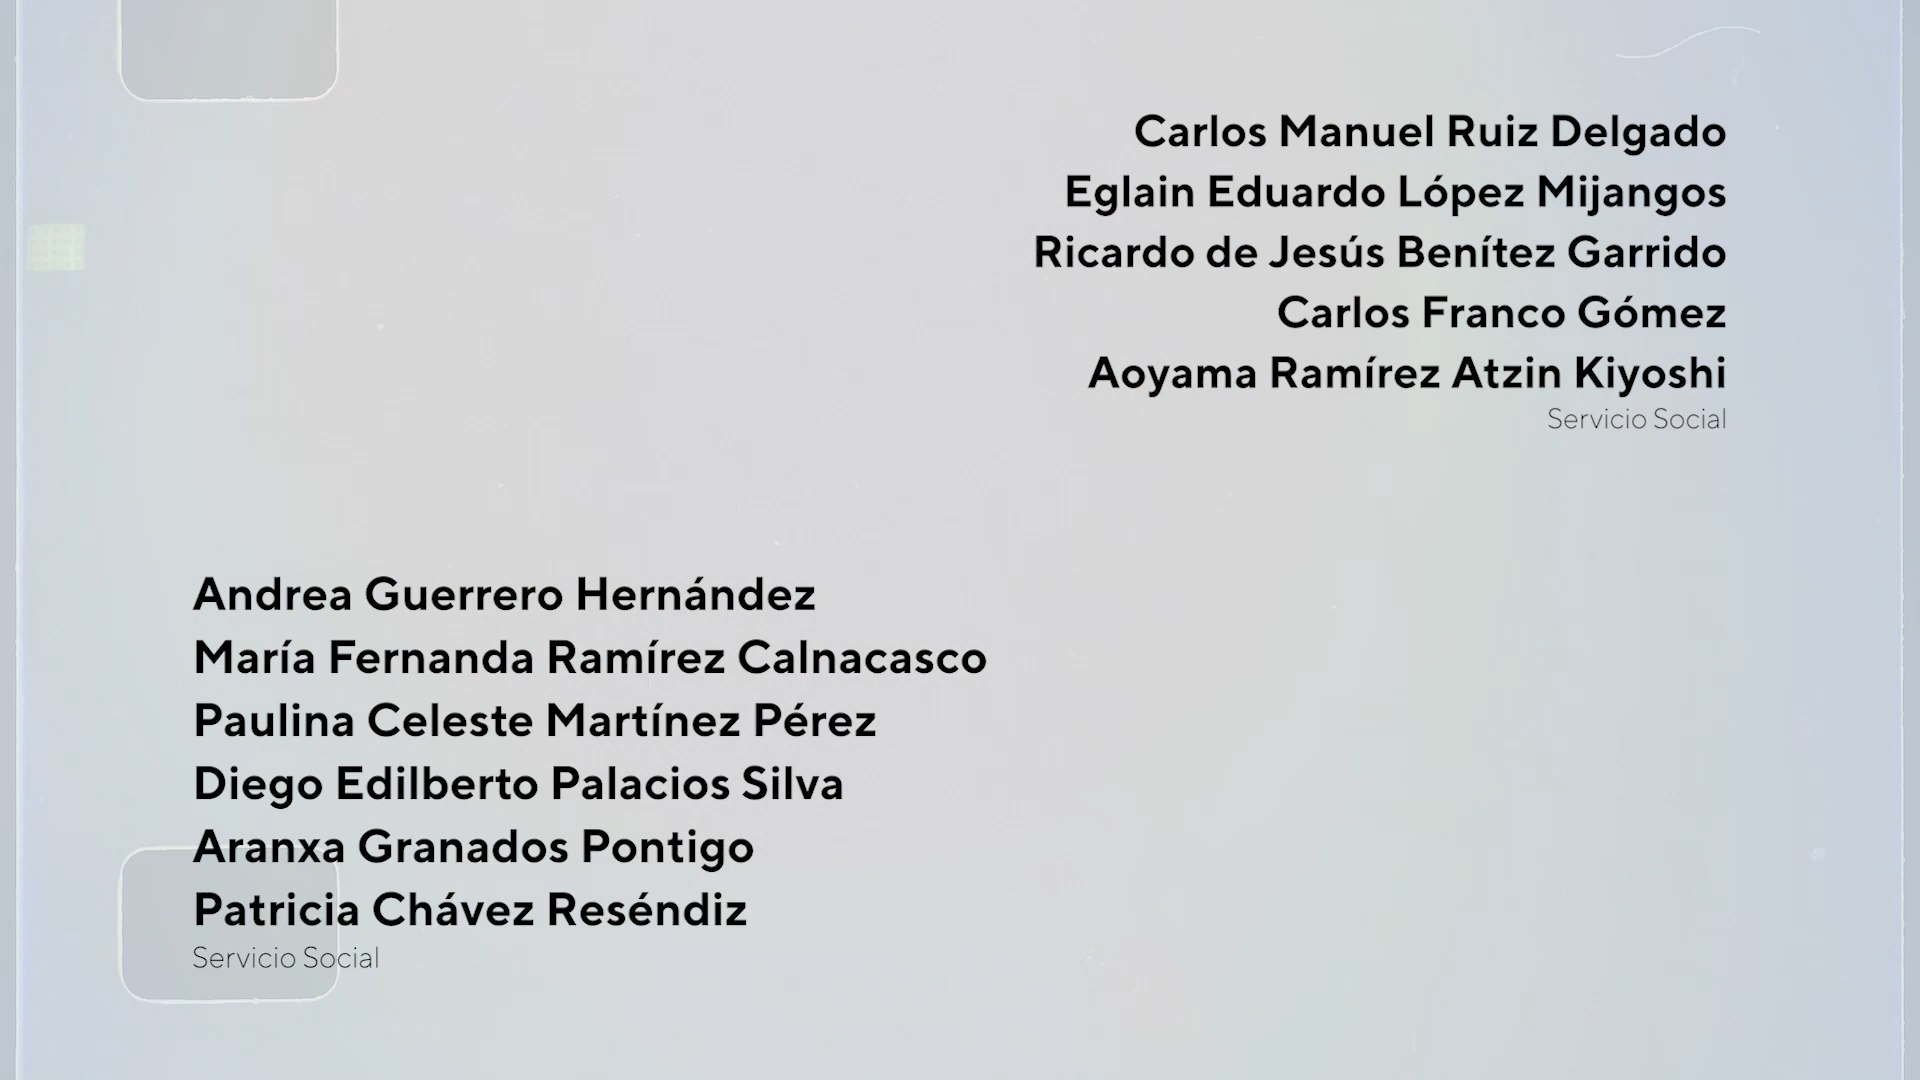 Carlos Manuel Ruiz Delgado
Eglain Eduardo López Mijangos
Ricardo de Jesús Benítez Garrido
Carlos Franco Gómez
Aoyama Ramírez Atzin Kiyoshi
Servicio Social
Andrea Guerrero Hernández
María Fernanda Ramírez Calnacasco
Paulina Celeste Martínez Pérez
Diego Edilberto Palacios Silva
Aranxa Granados Pontigo
Patricia Chávez Reséndiz
Servicio Social